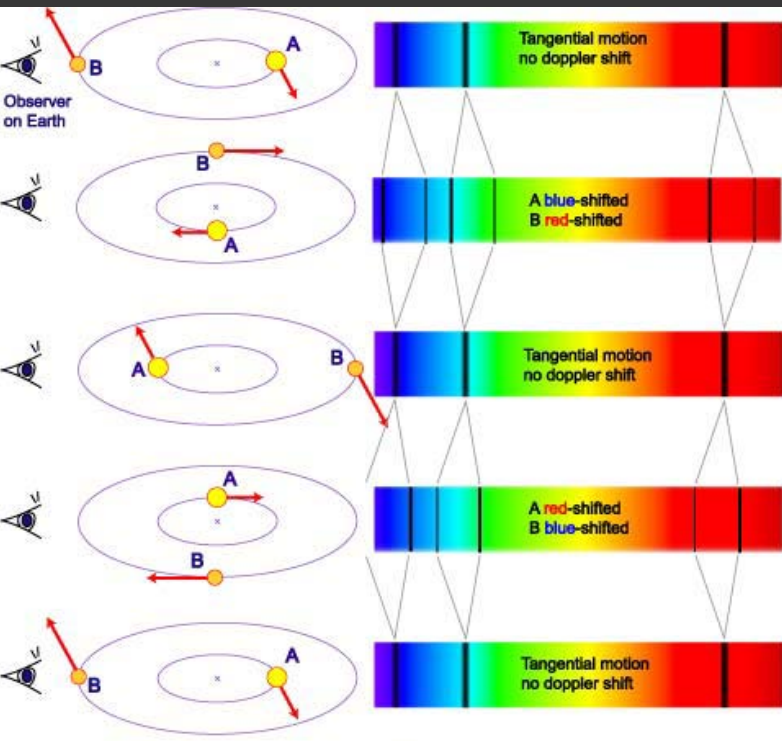 A
B
Observer
on Earth
Tangential motion
no doppler shift
B
A
A blue-shifted
B red-shifted
A
B
Tangential motion
no doppler shift
A
B
A red-shifted
B blue-shifted
A
B
Tangential motion
no doppler shift